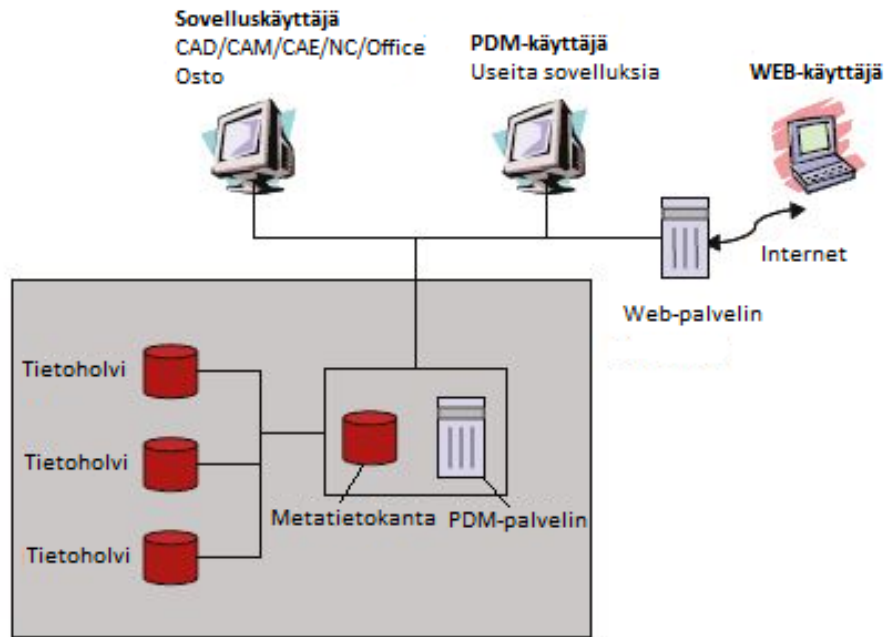 Sovelluskäyttäjä
CAD/CAM/CAE/NC/Office
Osto
PDM-käyttäjä
Useita sovelluksia
WEB-käyttäjä
Internet
Web-palvelin
Tietoholvi
Tietoholvi
Tietoholvi
Metatietokanta
PDM-palvelin